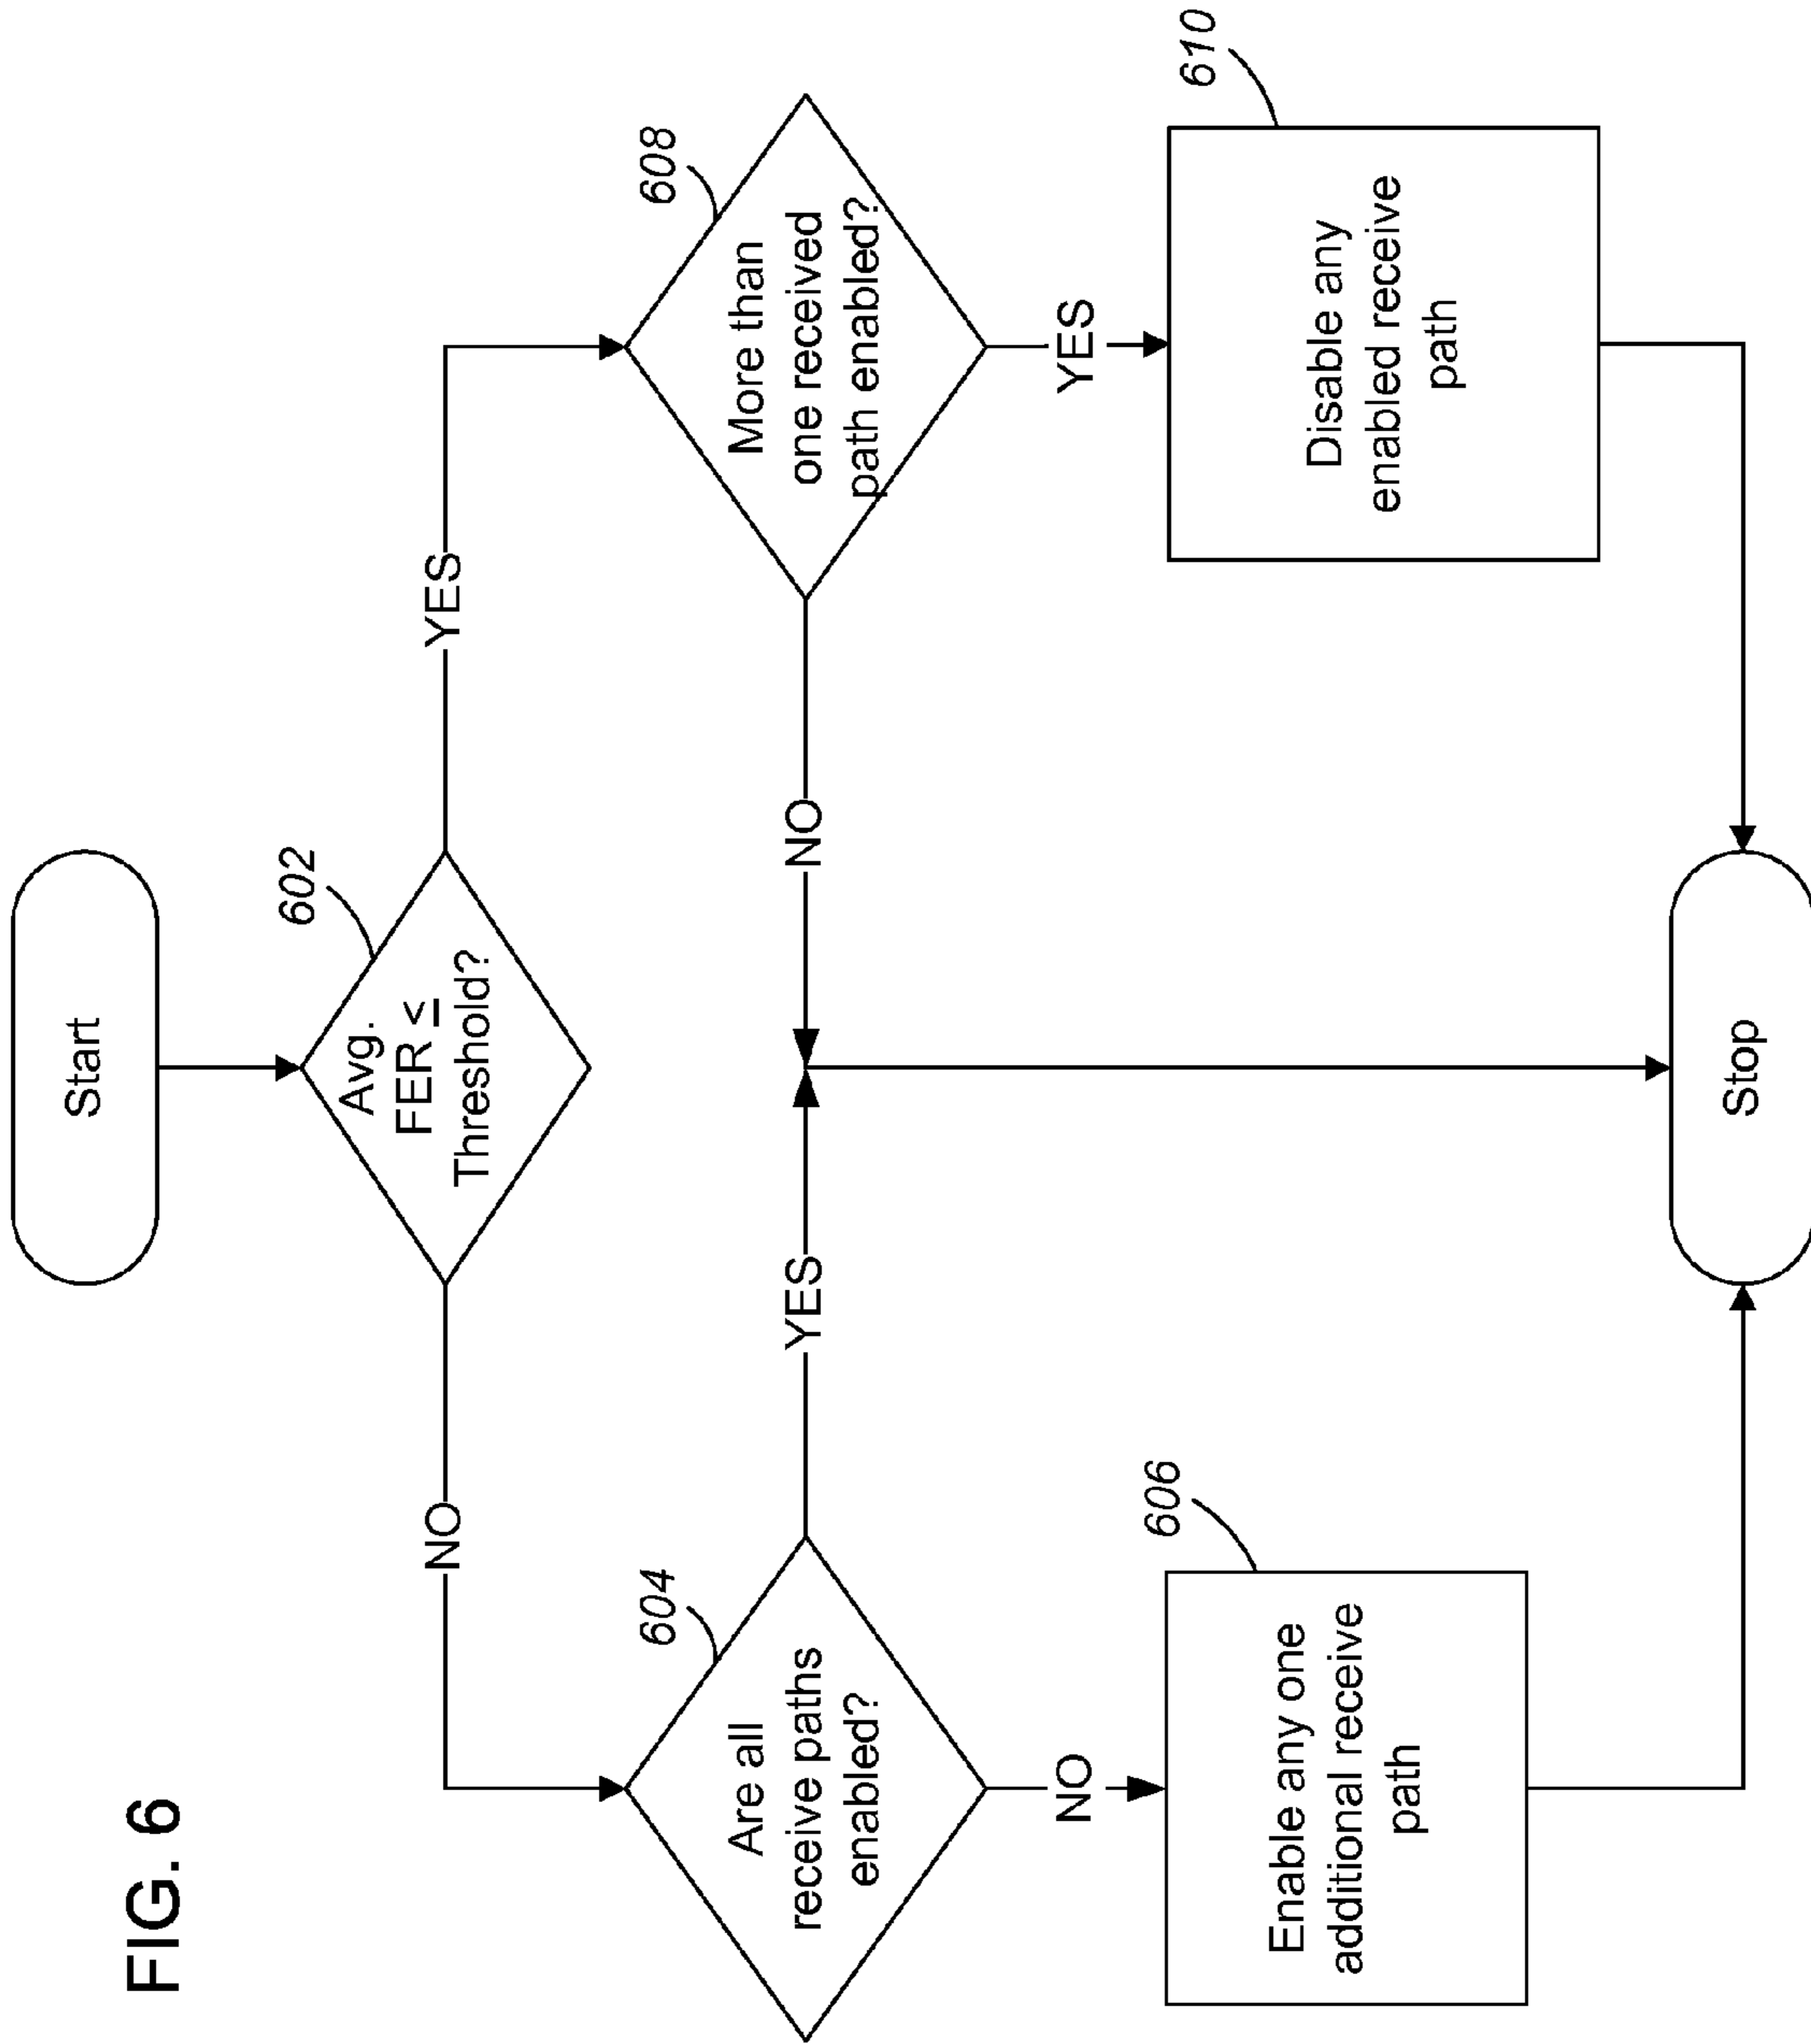 FIG. 6
Start
602
Avg.
FER ≤
Threshold?
NO
YES
604
Are all
receive paths
enabled?
YES
NO
608
More than
one received
path enabled?
NO
YES
606
Enable any one
additional receive
path
610
Disable any
enabled receive
path
Stop